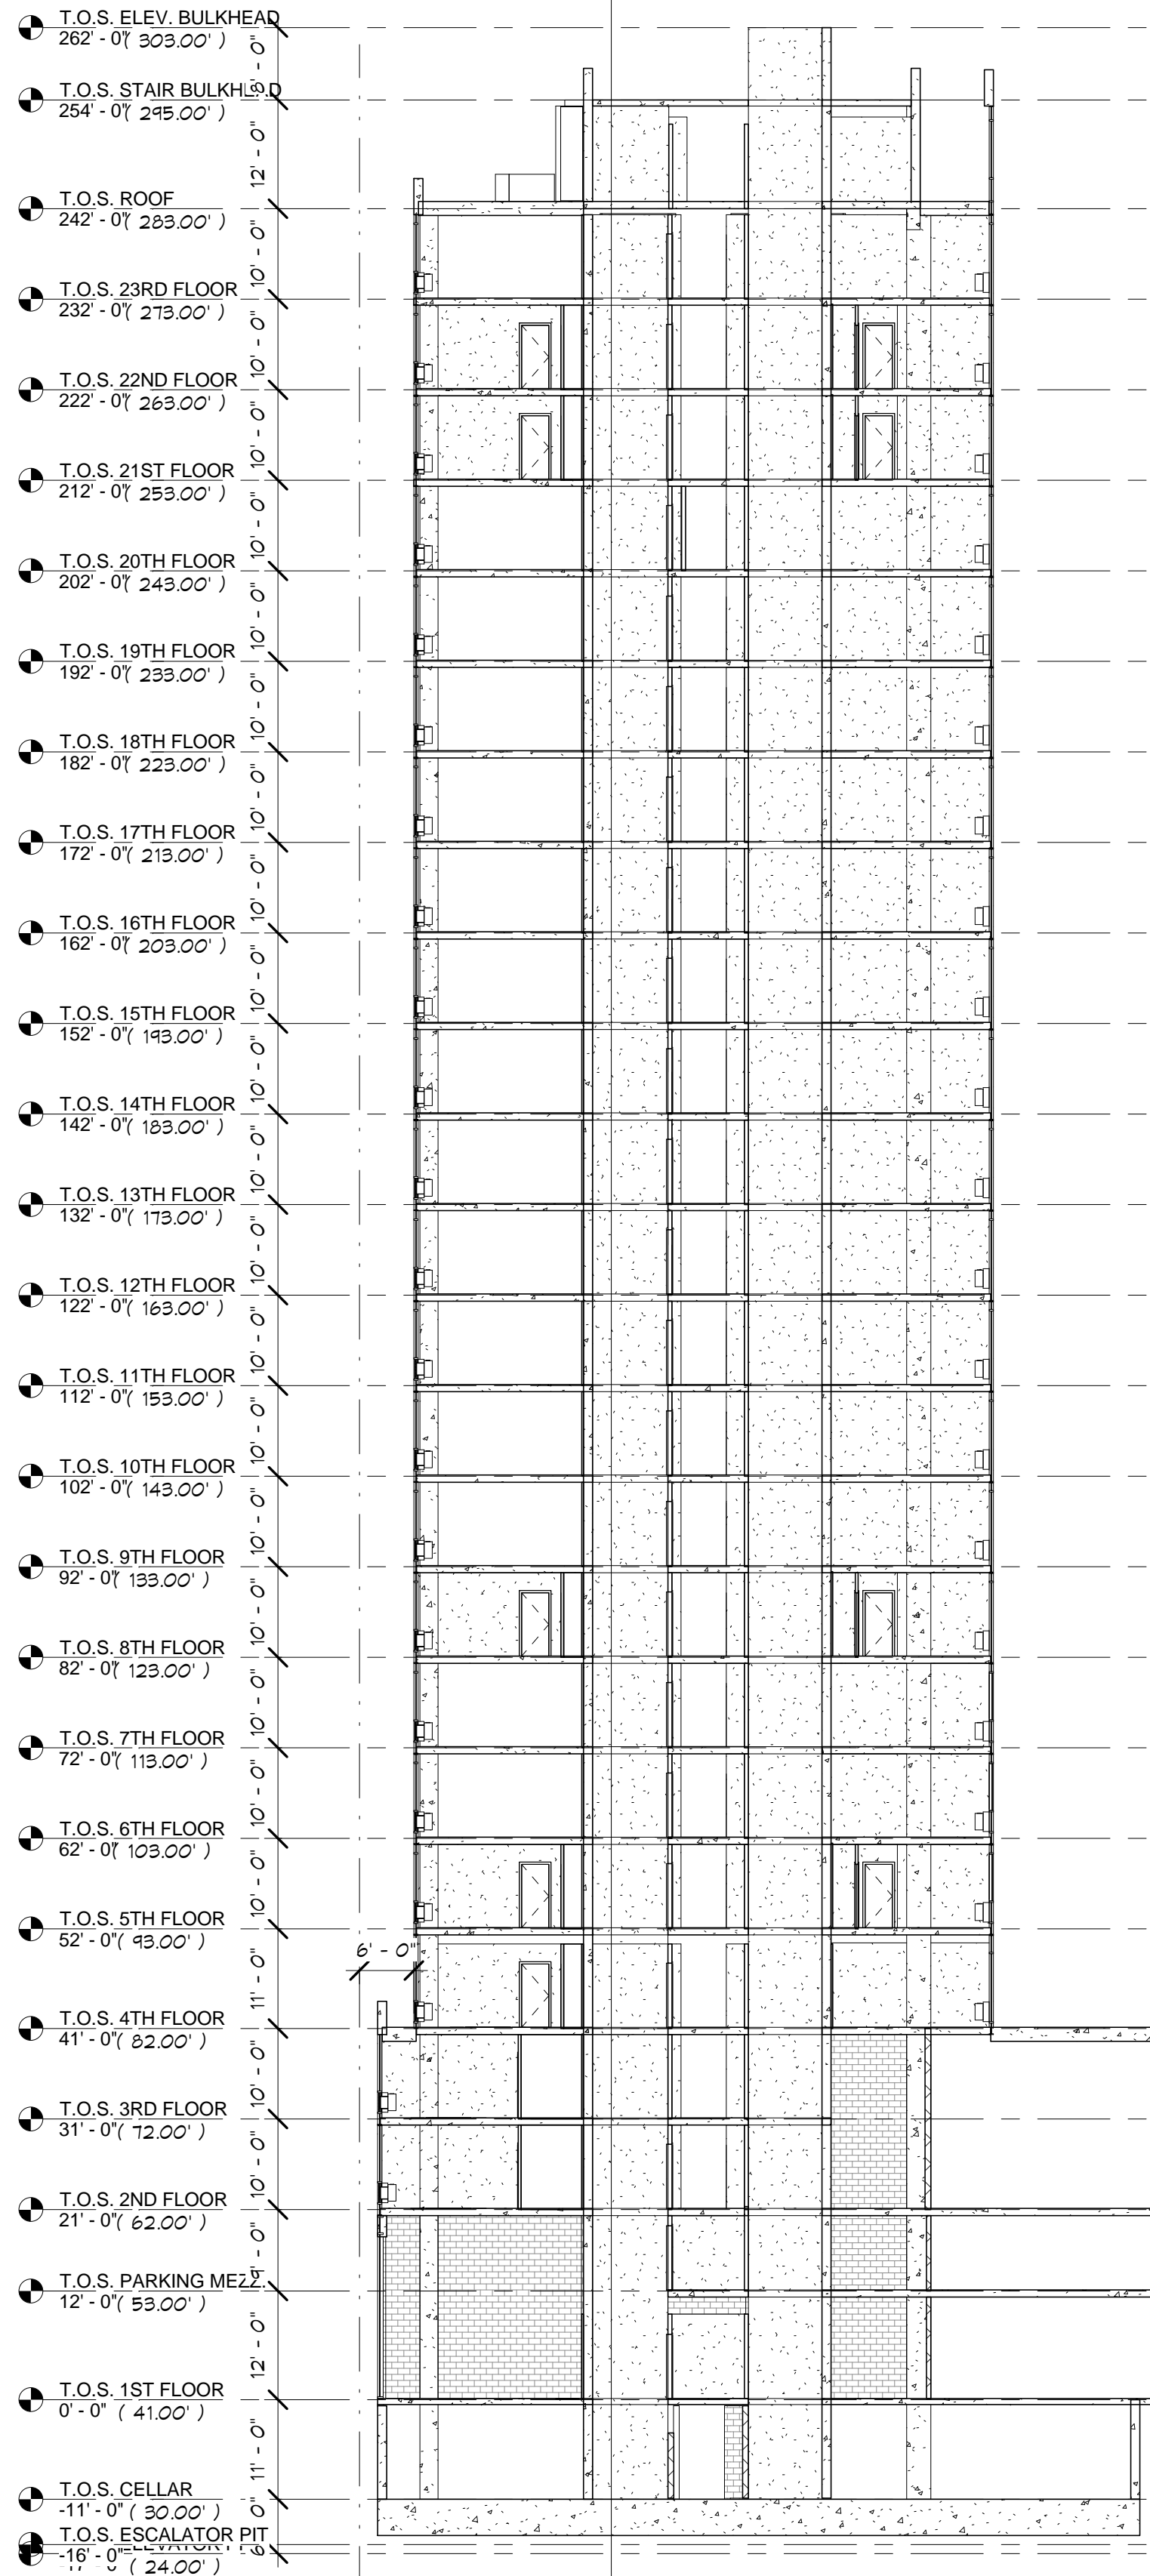 T.O.S. ELEV. BULKHEAD
262' - 0" ( 303.00' )
8' - 0"
T.O.S. STAIR BULKHEAD
254' - 0" ( 295.00' )
12' - 0"
T.O.S. ROOF
242' - 0" ( 283.00' )
10' - 0"
T.O.S. 23RD FLOOR
232' - 0" ( 273.00' )
10' - 0"
T.O.S. 22ND FLOOR
222' - 0" ( 263.00' )
10' - 0"
T.O.S. 21ST FLOOR
212' - 0" ( 253.00' )
10' - 0"
T.O.S. 20TH FLOOR
202' - 0" ( 243.00' )
10' - 0"
T.O.S. 19TH FLOOR
192' - 0" ( 233.00' )
10' - 0"
T.O.S. 18TH FLOOR
182' - 0" ( 223.00' )
10' - 0"
T.O.S. 17TH FLOOR
172' - 0" ( 213.00' )
10' - 0"
T.O.S. 16TH FLOOR
162' - 0" ( 203.00' )
10' - 0"
T.O.S. 15TH FLOOR
152' - 0" ( 193.00' )
10' - 0"
T.O.S. 14TH FLOOR
142' - 0" ( 183.00' )
10' - 0"
T.O.S. 13TH FLOOR
132' - 0" ( 173.00' )
10' - 0"
T.O.S. 12TH FLOOR
122' - 0" ( 163.00' )
10' - 0"
T.O.S. 11TH FLOOR
112' - 0" ( 153.00' )
10' - 0"
T.O.S. 10TH FLOOR
102' - 0" ( 143.00' )
10' - 0"
T.O.S. 9TH FLOOR
92' - 0" ( 133.00' )
10' - 0"
T.O.S. 8TH FLOOR
82' - 0" ( 123.00' )
10' - 0"
T.O.S. 7TH FLOOR
72' - 0" ( 113.00' )
10' - 0"
T.O.S. 6TH FLOOR
62' - 0" ( 103.00' )
10' - 0"
T.O.S. 5TH FLOOR
52' - 0" ( 93.00' )
6' - 0"
11' - 0"
T.O.S. 4TH FLOOR
41' - 0" ( 82.00' )
10' - 0"
T.O.S. 3RD FLOOR
31' - 0" ( 72.00' )
10' - 0"
T.O.S. 2ND FLOOR
21' - 0" ( 62.00' )
9' - 0"
T.O.S. PARKING MEZZ.
12' - 0" ( 53.00' )
12' - 0"
T.O.S. 1ST FLOOR
0' - 0" ( 41.00' )
11' - 0"
T.O.S. CELLAR
-11' - 0" ( 30.00' )
6' 0"
T.O.S. ESCALATOR PIT
-16' - 0"
-17' - 0" ( 24.00' )